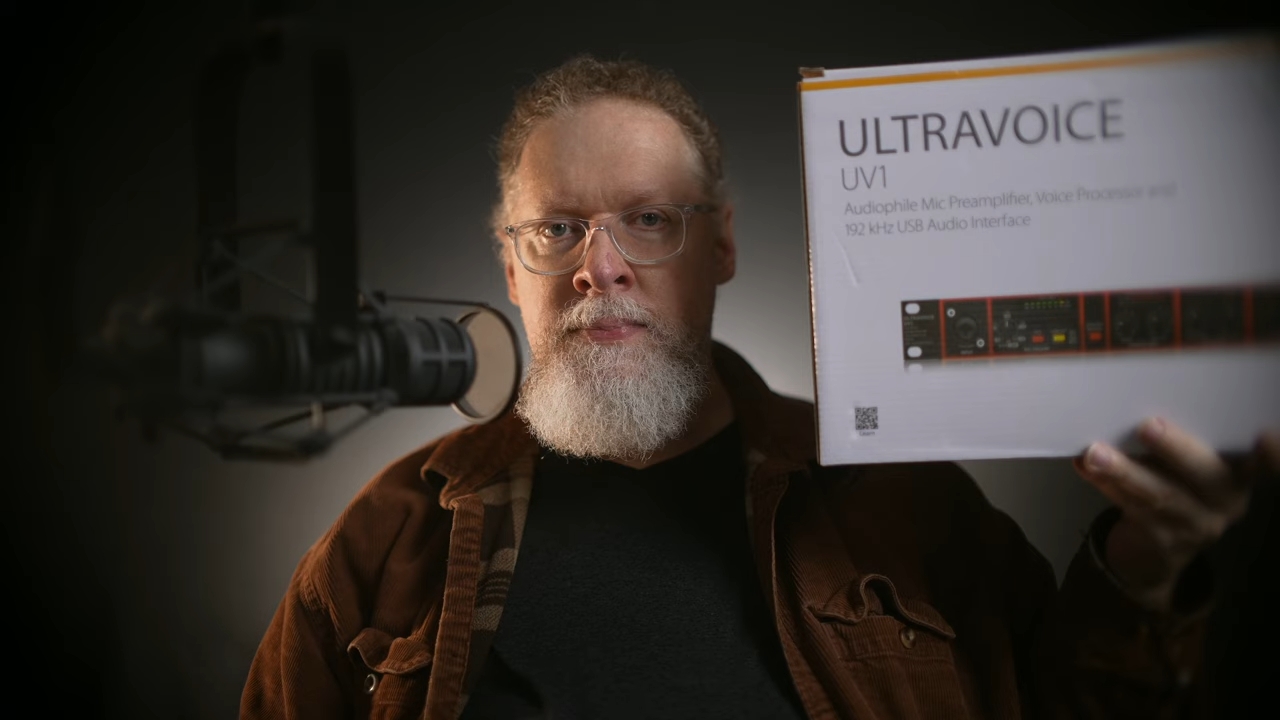 ULTRAVOICE
UV1
Audiophile Mic Preamplifier, Voice Processor and
192 kHz USB Audio Interface